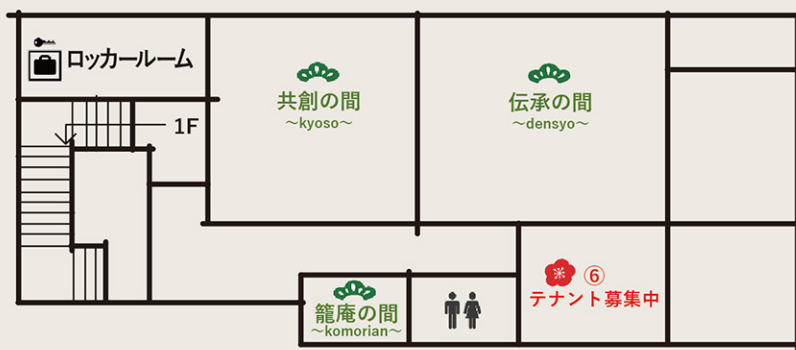 ロッカールーム
1F
共創の間
～kyoso～
伝承の間
～densyo～
籠庵の間
～komorian～
⑥
テナント募集中